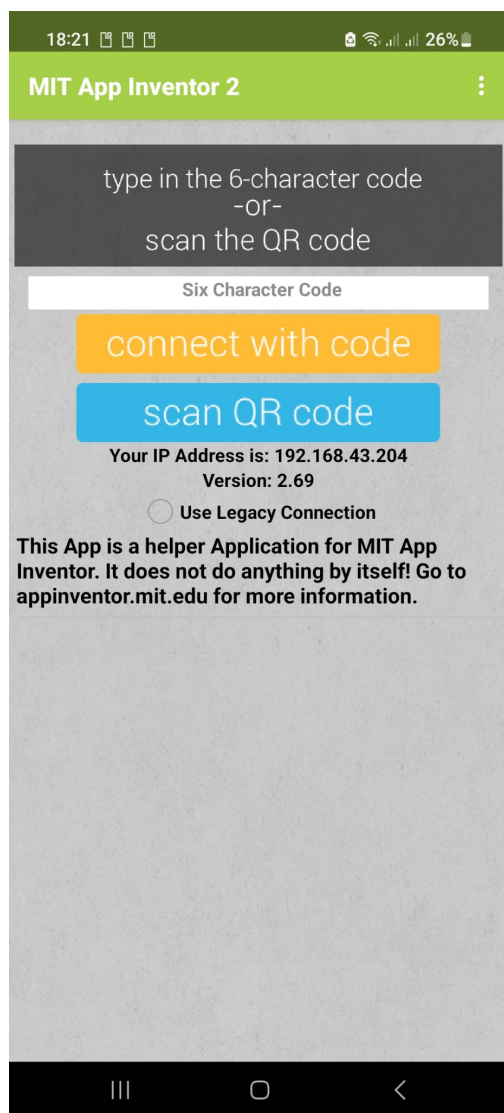 18:21
26%
MIT App Inventor 2
type in the 6-character code
-or-
scan the QR code
Six Character Code
connect with code
scan QR code
Your IP Address is: 192.168.43.204
Version: 2.69
Use Legacy Connection
This App is a helper Application for MIT App
Inventor. It does not do anything by itself! Go to
appinventor.mit.edu for more information.